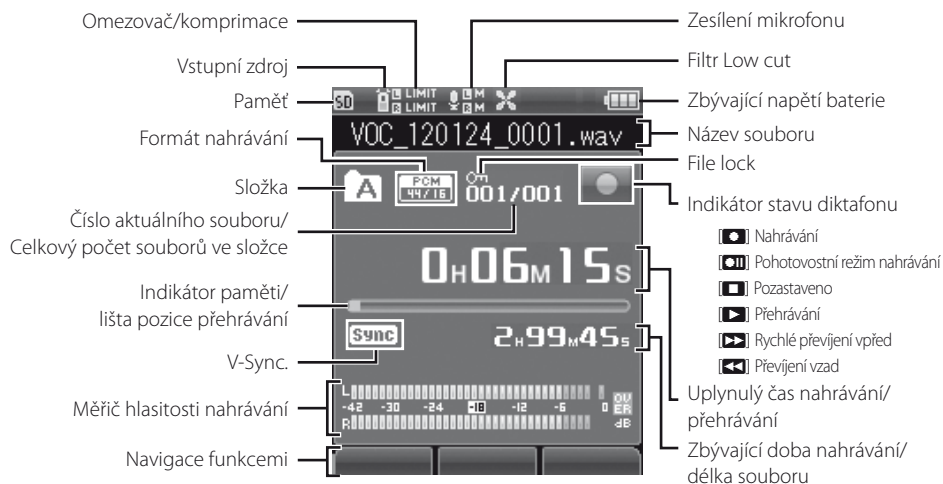 Omezovač/komprimace
Vstupní zdroj
Paměť
Formát nahrávání
Složka
Číslo aktuálního souboru/
Celkový počet souborů ve složce
Indikátor paměti/
lišta pozice přehrávání
V-Sync.
Měřič hlasitosti nahrávání
Navigace funkcemi
SD
L LIMIT
R LIMIT
L M
R M
VOC_120124_0001.wav
A
PCM
44/16
001/001
0H06M15S
Sync
2H99M45S
L
-42 -30 -24 -18 -12 -6 0 OVER
R dB
Zesílení mikrofonu
Filtr Low cut
Zbývající napětí baterie
Název souboru
File lock
Indikátor stavu diktafonu
[ ] Nahrávání
[ ] Pohotovostní režim nahrávání
[ ] Pozastaveno
[ ] Přehrávání
[ ] Rychlé převíjení vpřed
[ ] Převíjení vzad
Uplynulý čas nahrávání/
přehrávání
Zbývající doba nahrávání/
délka souboru